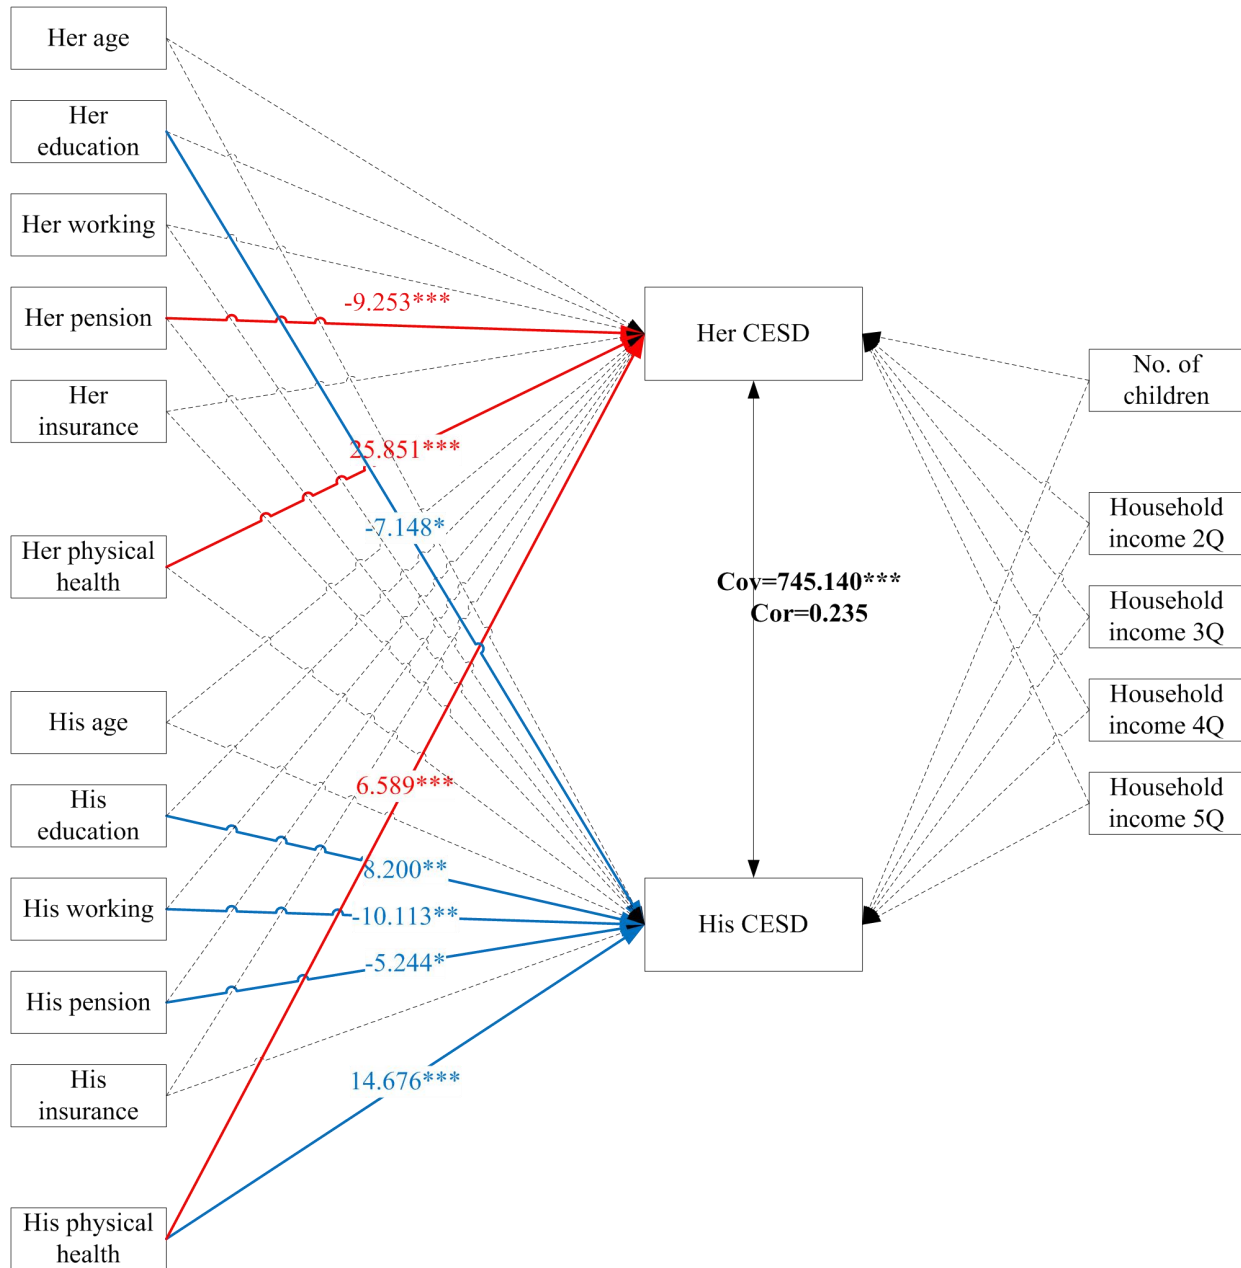 Her age
Her
education
Her working
Her pension
Her
insurance
Her physical
health
His age
His
education
His working
His pension
His
insurance
His physical
health
-9.253***
25.851***
-7.148*
6.589***
8.200**
-10.113**
-5.244*
14.676***
Her CESD
Cov=745.140***
Cor=0.235
His CESD
No. of
children
Household
income 2Q
Household
income 3Q
Household
income 4Q
Household
income 5Q